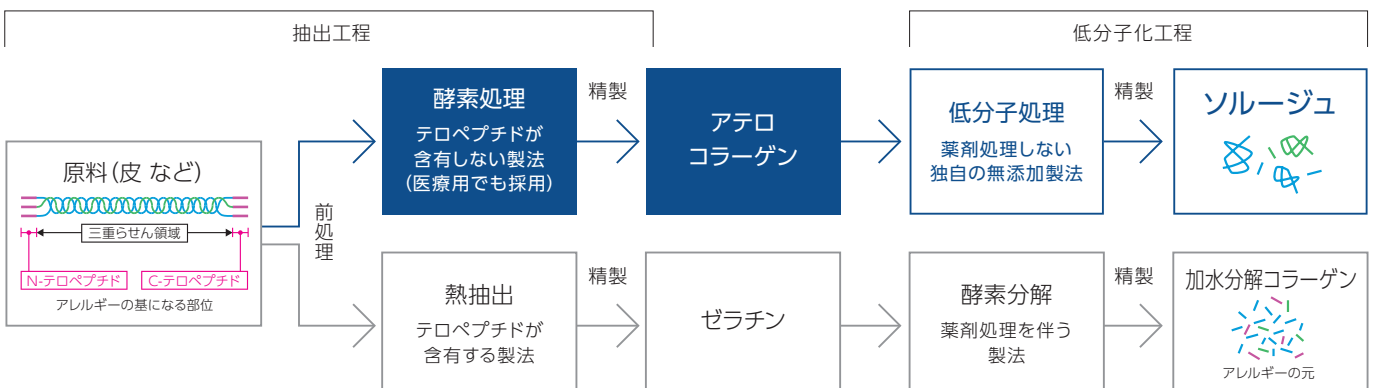 抽出工程
低分子化工程
原料(皮 など)
三重らせん領域
N-テロペプチド
C-テロペプチド
アレルギーの基になる部位
前処理
酵素処理
テロペプチドが
含有しない製法
(医療用でも採用)
精製
アテロ
コラーゲン
低分子処理
薬剤処理しない
独自の無添加製法
精製
ソルージュ
熱抽出
テロペプチドが
含有する製法
精製
ゼラチン
酵素分解
薬剤処理を伴う
製法
精製
加水分解コラーゲン
アレルギーの元